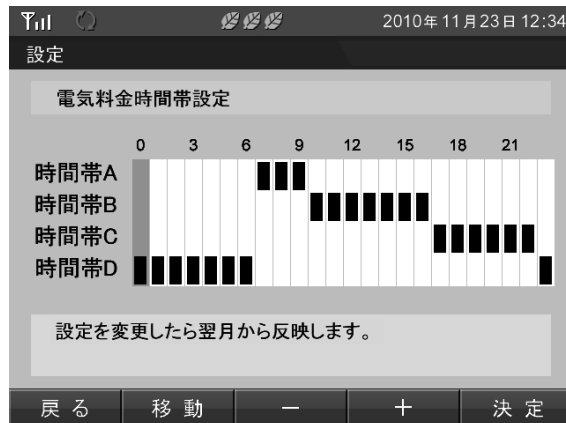 2010年11月23日 12:34
設定
電気料金時間帯設定
0 3 6 9 12 15 18 21
時間帯A
時間帯B
時間帯C
時間帯D
設定を変更したら翌月から反映します。
戻る 移動 － ＋ 決定